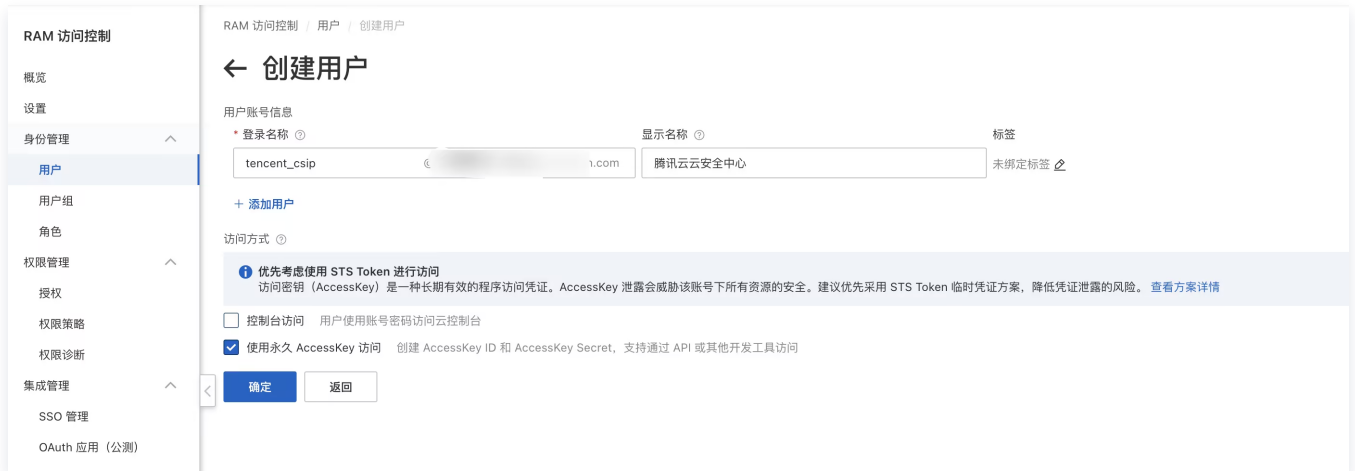 RAM 访问控制
概览
设置
身份管理
用户
用户组
角色
权限管理
授权
权限策略
权限诊断
集成管理
SSO 管理
OAuth 应用（公测）
RAM 访问控制 / 用户 / 创建用户
← 创建用户
用户账号信息
* 登录名称 显示名称 标签
tencent_csip .com 腾讯云云安全中心 未绑定标签
+ 添加用户
访问方式
优先考虑使用 STS Token 进行访问
访问密钥（AccessKey）是一种长期有效的程序访问凭证。AccessKey 泄露会威胁该账号下所有资源的安全。建议优先采用 STS Token 临时凭证方案，降低凭证泄露的风险。 查看方案详情
控制台访问 用户使用账号密码访问云控制台
使用永久 AccessKey 访问 创建 AccessKey ID 和 AccessKey Secret，支持通过 API 或其他开发工具访问
确定 返回